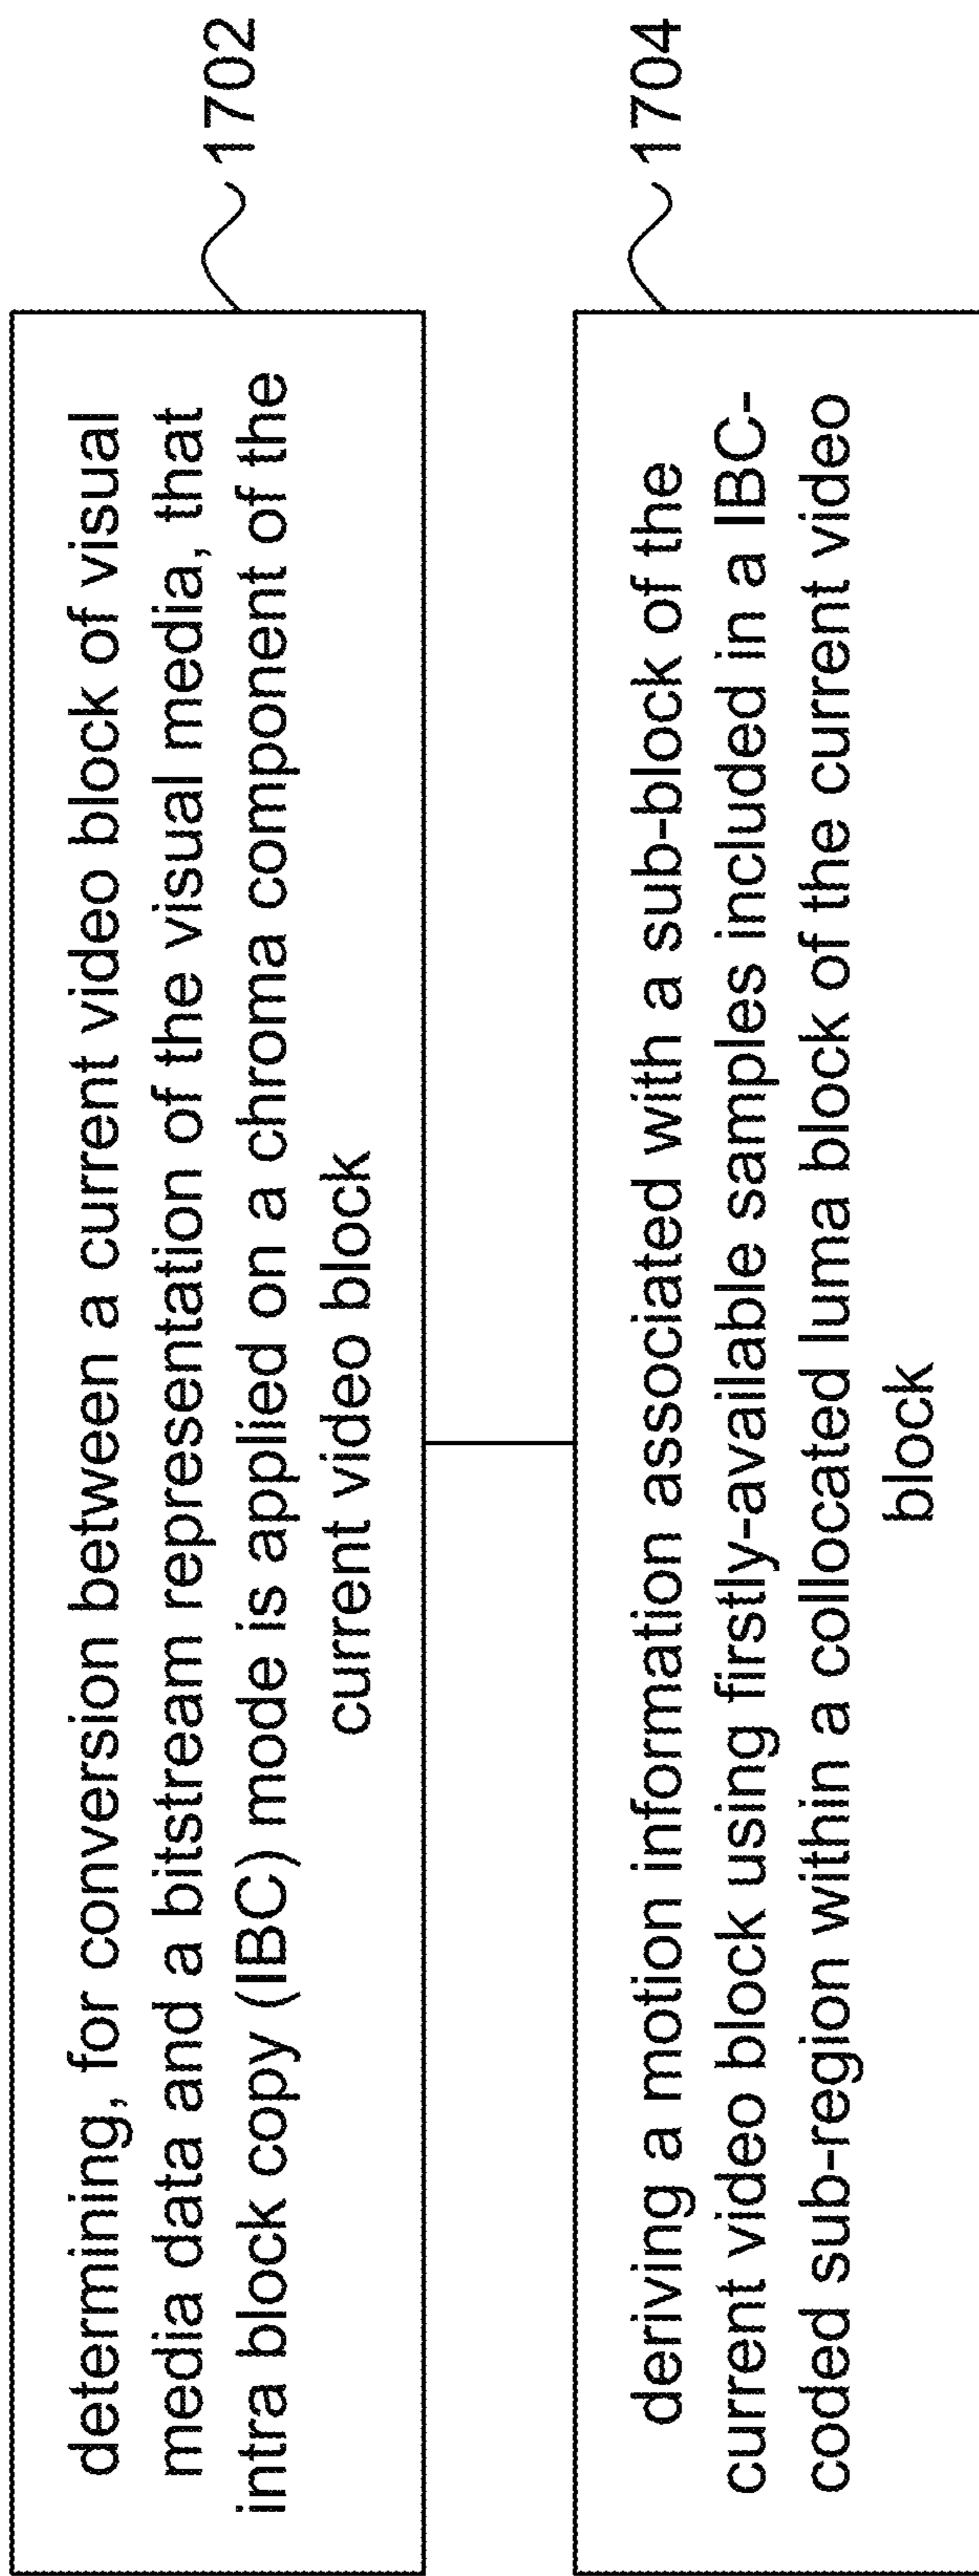 determining, for conversion between a current video block of visual
media data and a bitstream representation of the visual media, that
intra block copy (IBC) mode is applied on a chroma component of the
current video block
1702
deriving a motion information associated with a sub-block of the
current video block using firstly-available samples included in a IBC-
coded sub-region within a collocated luma block of the current video
block
1704